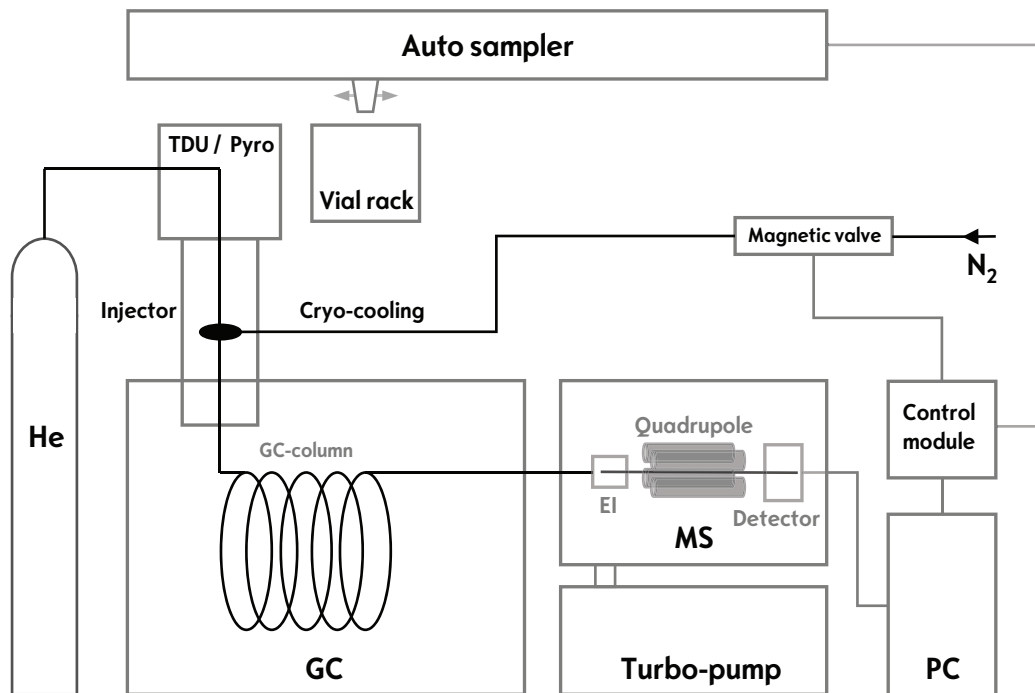 Auto sampler
TDU / Pyro
Vial rack
Magnetic valve
N₂
Injector
Cryo-cooling
He
GC-column
Quadrupole
Control
module
EI
Detector
MS
GC
Turbo-pump
PC